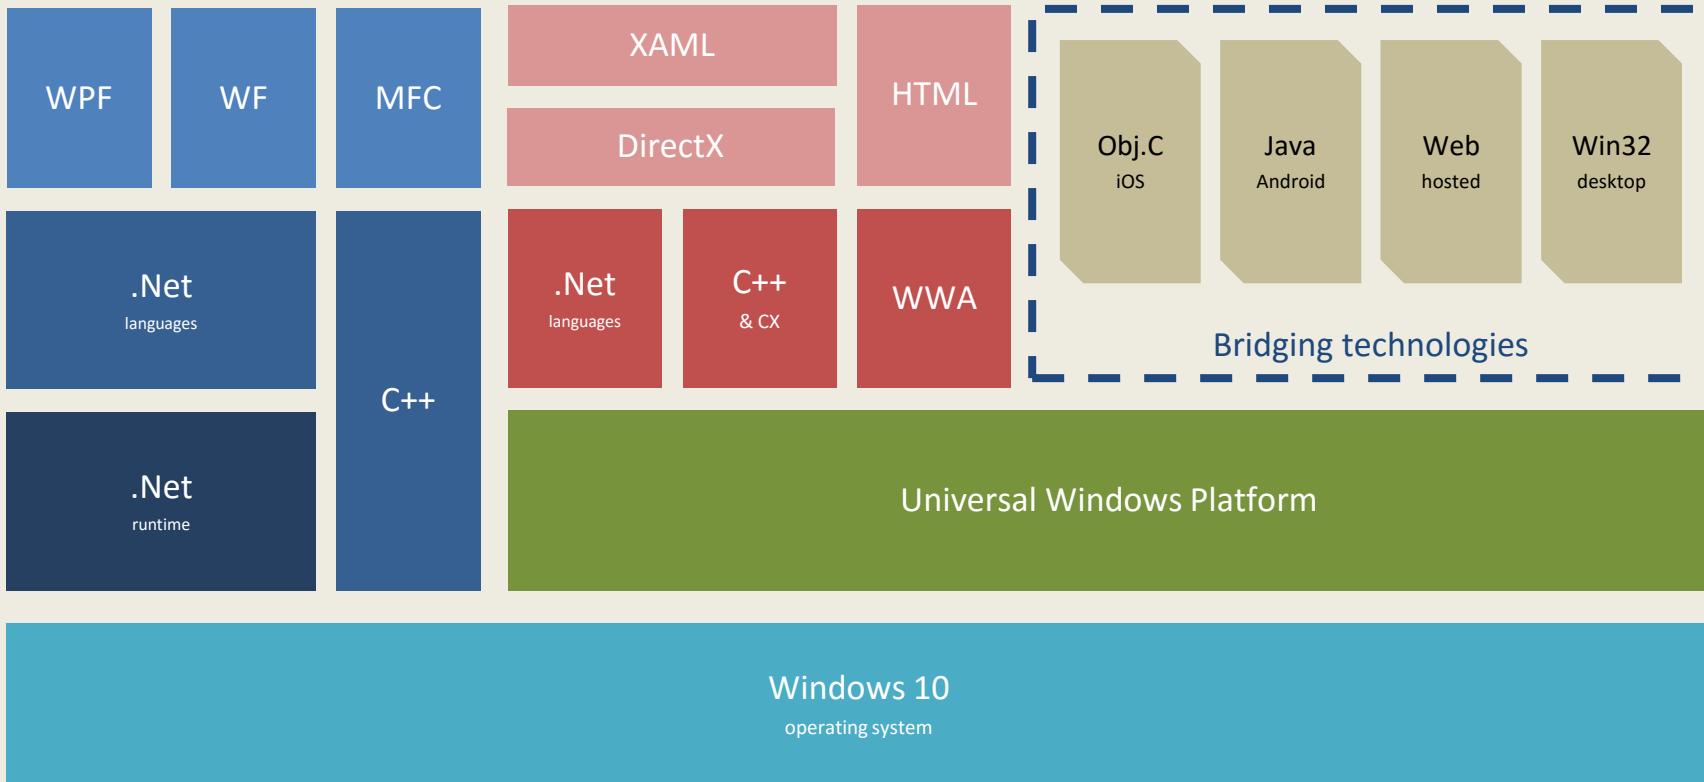 WPF
WF
MFC
XAML
DirectX
HTML
Obj.C
iOS
Java
Android
Web
hosted
Win32
desktop
Bridging technologies
.Net
languages
C++
.Net
languages
C++
& CX
WWA
.Net
runtime
Universal Windows Platform
Windows 10
operating system